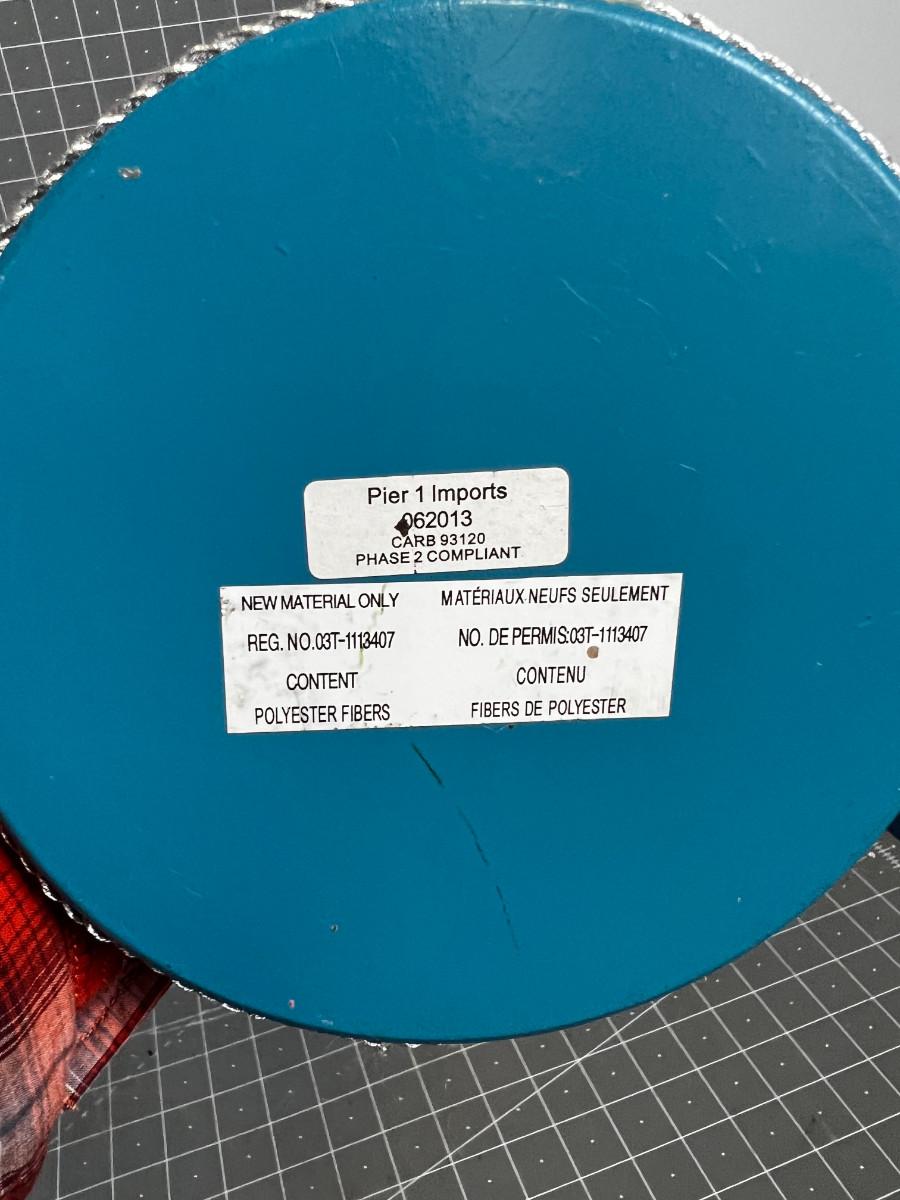 Pier 1 Imports
062013
CARB 93120
PHASE 2 COMPLIANT
NEW MATERIAL ONLY MATÉRIAUX NEUFS SEULEMENT
REG. NO.03T-1113407 NO. DE PERMIS:03T-1113407
CONTENT CONTENU
POLYESTER FIBERS FIBERS DE POLYESTER